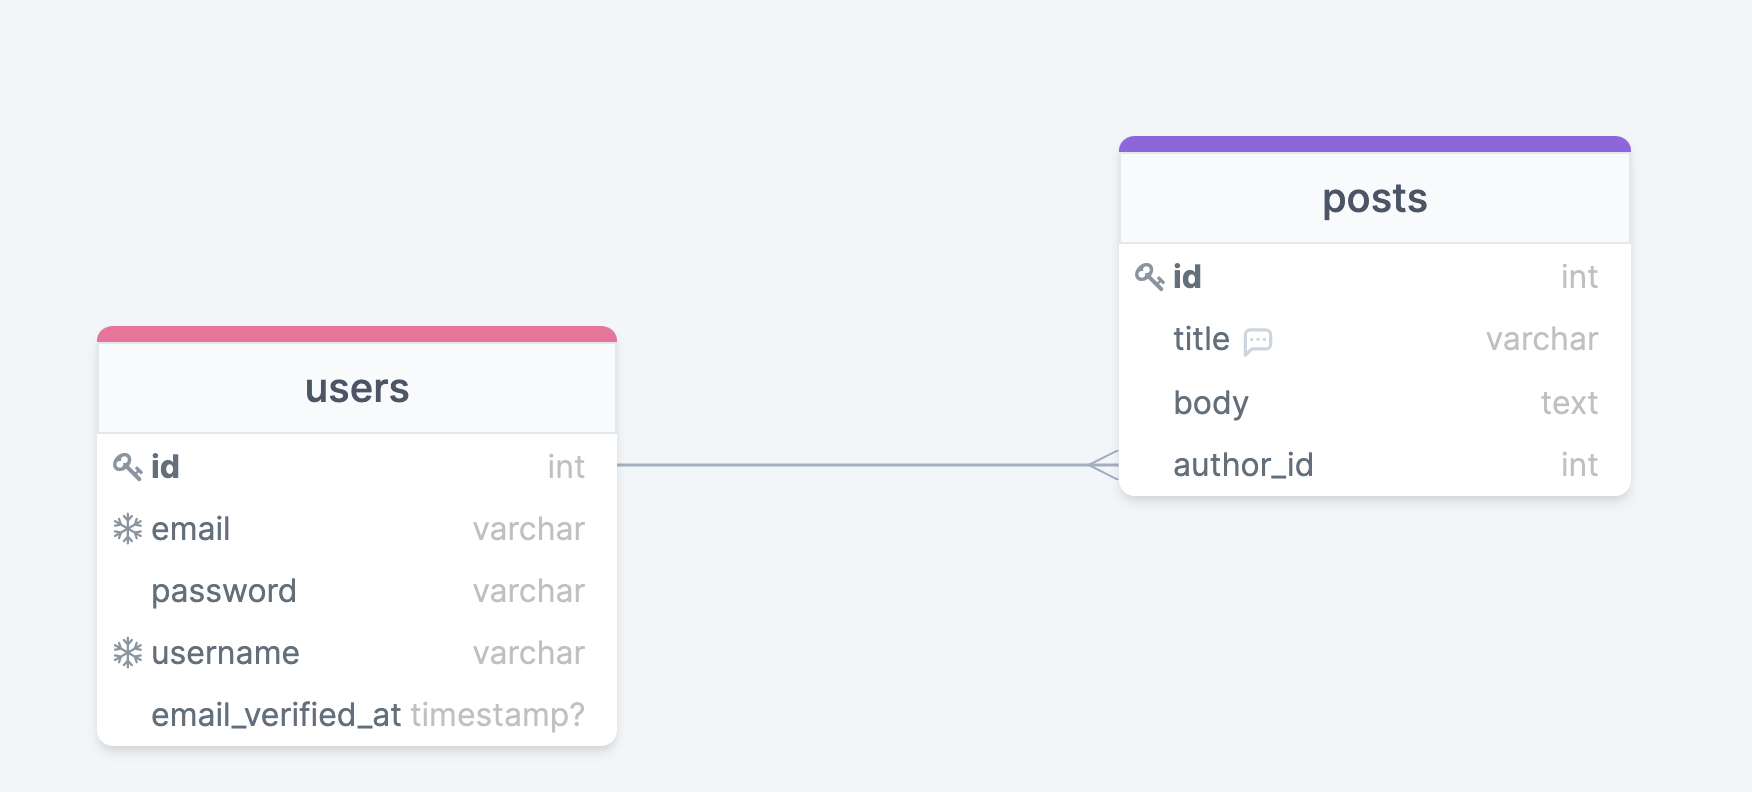 users
id int
email varchar
password varchar
username varchar
email_verified_at timestamp?
posts
id int
title varchar
body text
author_id int